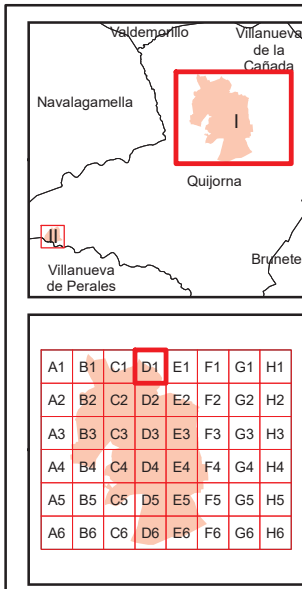 Valdemorillo
Villanueva
de la
Cañada
Navalagamella
I
Quijorna
II
Villanueva
de Perales
Brunete
A1 B1 C1 D1 E1 F1 G1 H1
A2 B2 C2 D2 E2 F2 G2 H2
A3 B3 C3 D3 E3 F3 G3 H3
A4 B4 C4 D4 E4 F4 G4 H4
A5 B5 C5 D5 E5 F5 G5 H5
A6 B6 C6 D6 E6 F6 G6 H6